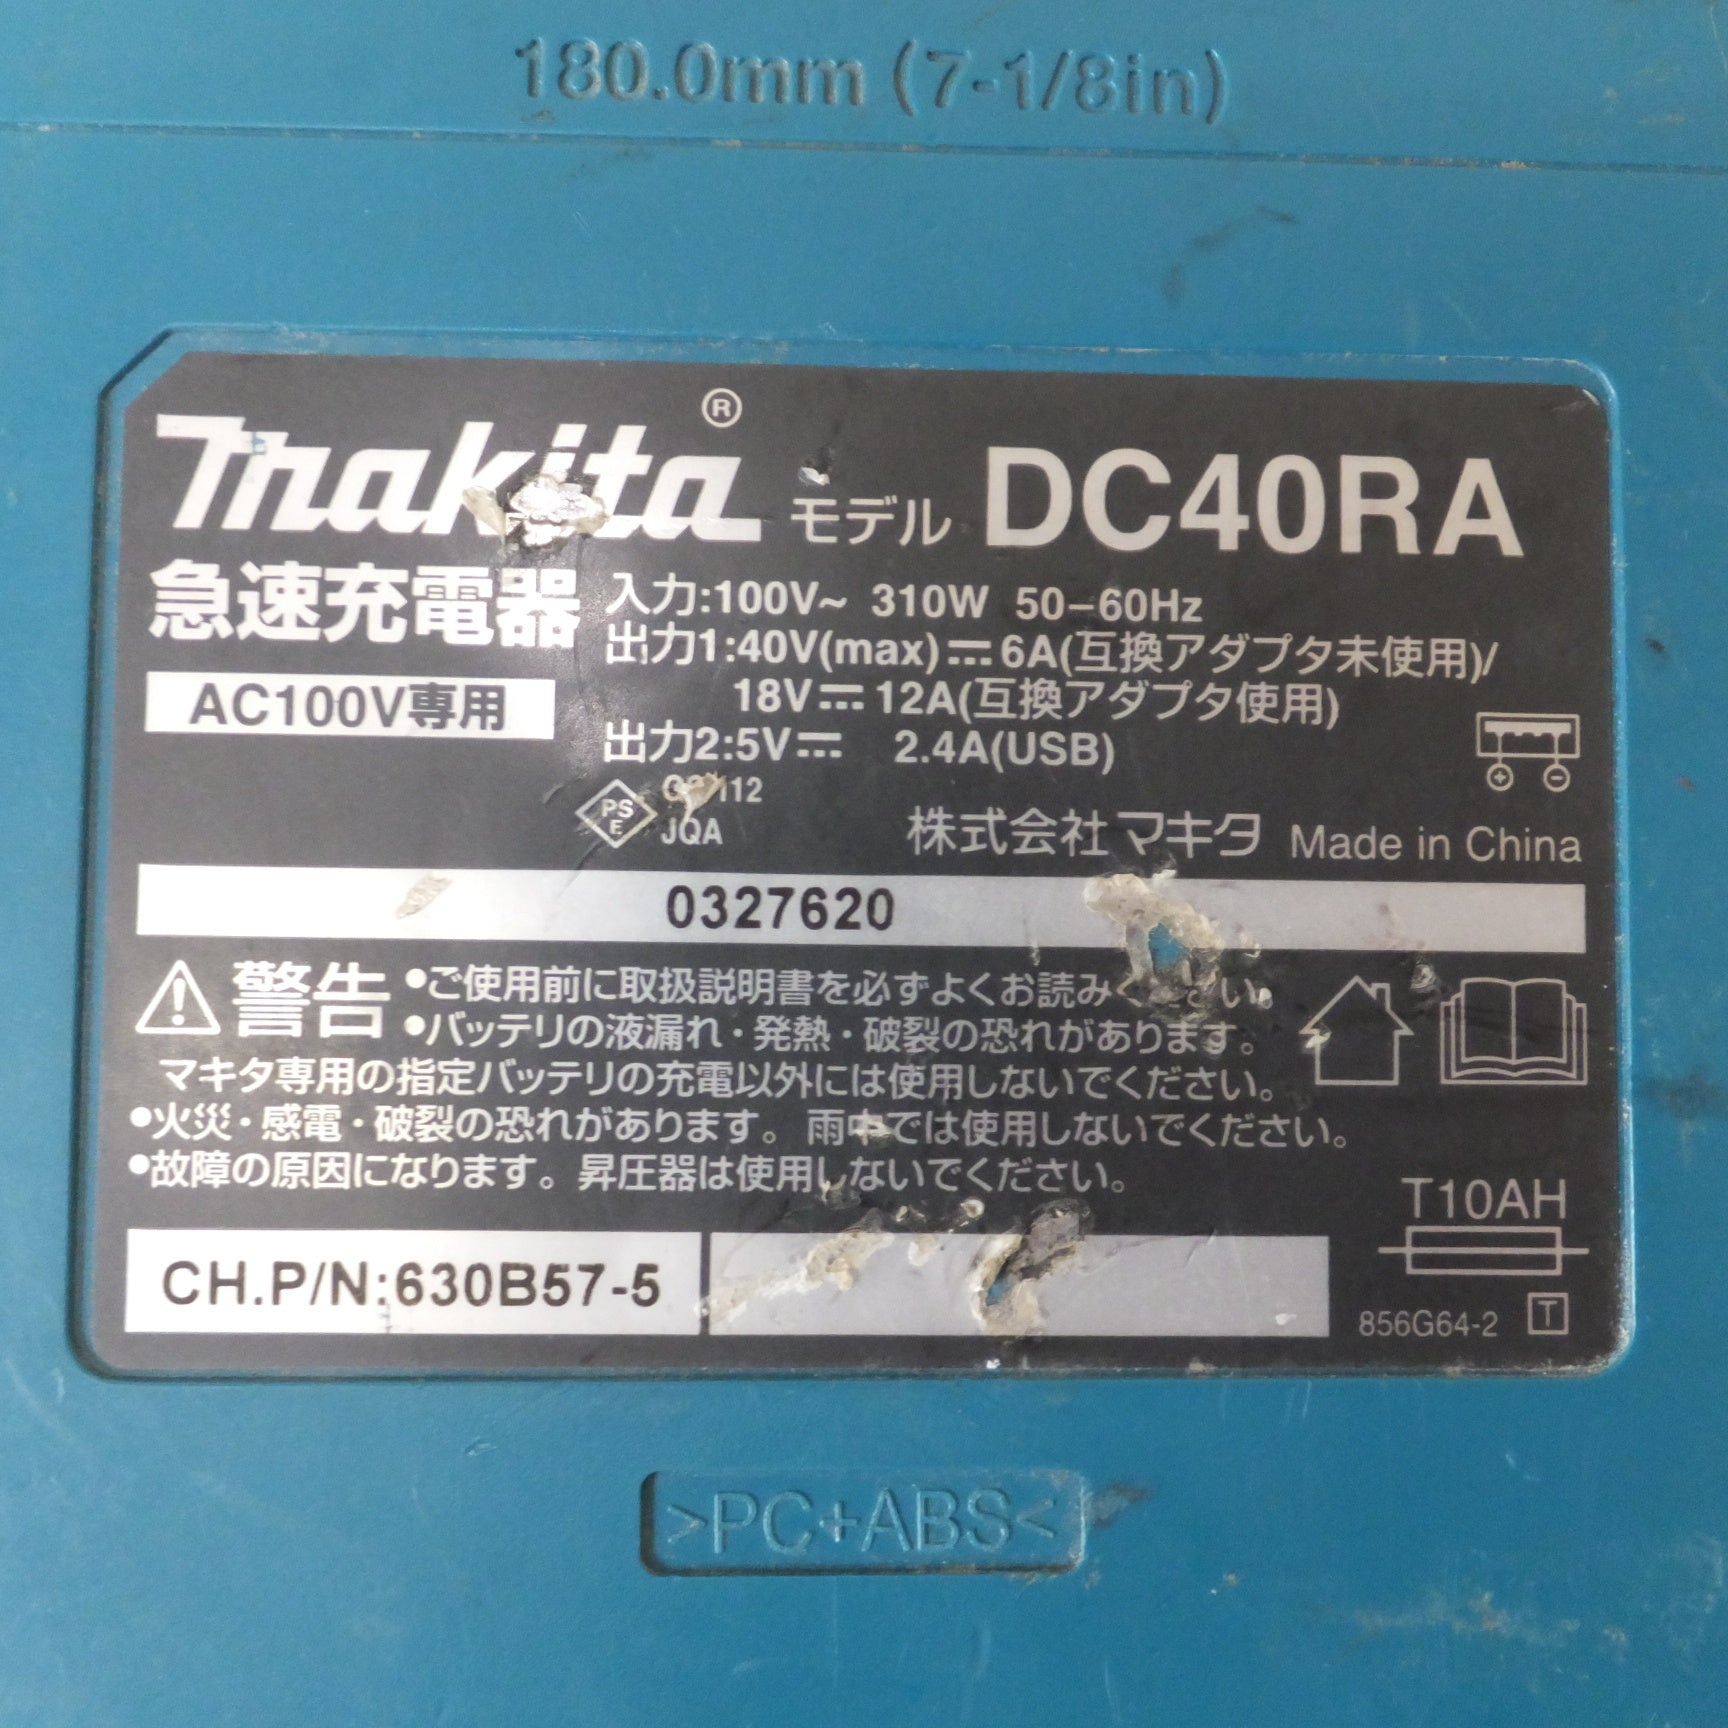 180.0mm (7-1/8in)
makita® モデル DC40RA
急速充電器
AC100V専用
入力:100V~ 310W 50-60Hz
出力1:40V(max)⎓6A(互換アダプタ未使用)/
18V⎓12A(互換アダプタ使用)
出力2:5V⎓ 2.4A(USB)
PS
E
JQA
株式会社マキタ Made in China
0327620
警告 •ご使用前に取扱説明書を必ずよくお読みください。
•バッテリの液漏れ・発熱・破裂の恐れがあります。
マキタ専用の指定バッテリの充電以外には使用しないでください。
•火災・感電・破裂の恐れがあります。雨中では使用しないでください。
•故障の原因になります。昇圧器は使用しないでください。
T10AH
CH.P/N:630B57-5
856G64-2 T
>PC+ABS<